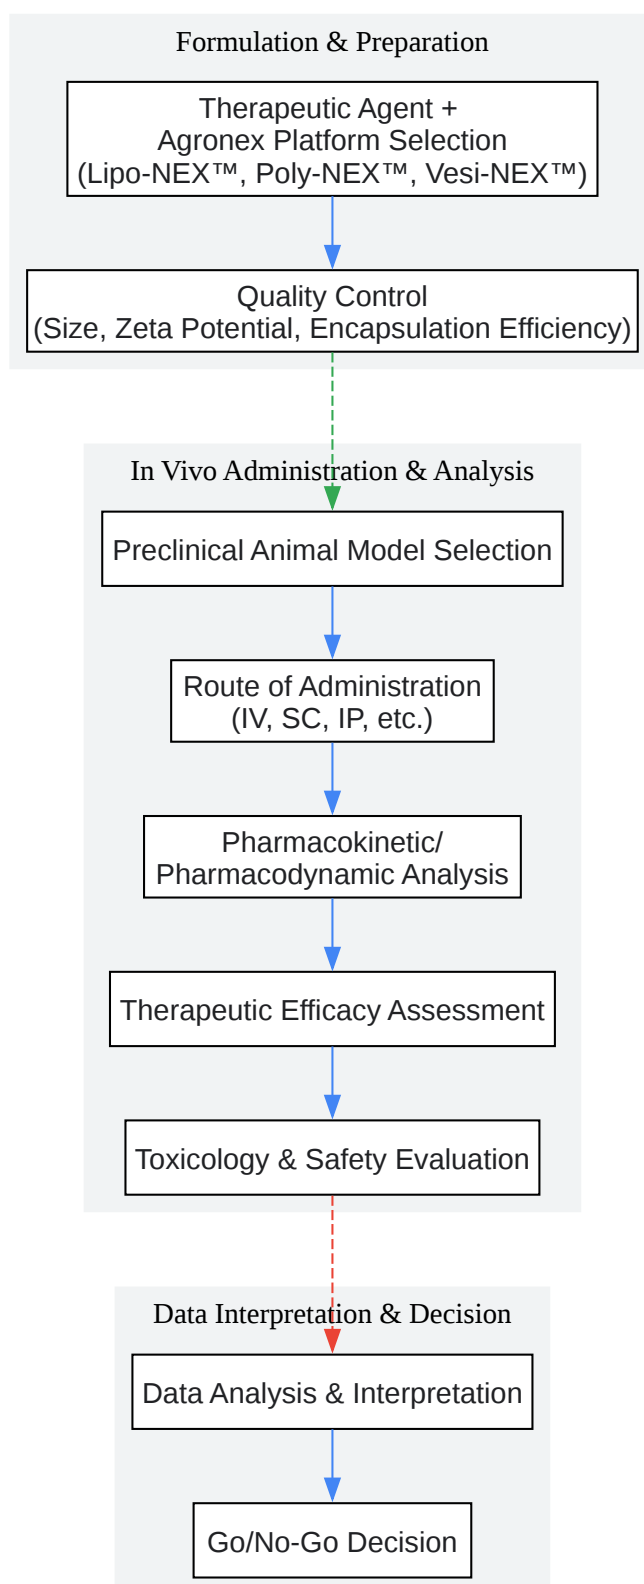 Formulation & Preparation
Therapeutic Agent +
Agronex Platform Selection
(Lipo-NEX™, Poly-NEX™, Vesi-NEX™)
Quality Control
(Size, Zeta Potential, Encapsulation Efficiency)
In Vivo Administration & Analysis
Preclinical Animal Model Selection
Route of Administration
(IV, SC, IP, etc.)
Pharmacokinetic/
Pharmacodynamic Analysis
Therapeutic Efficacy Assessment
Toxicology & Safety Evaluation
Data Interpretation & Decision
Data Analysis & Interpretation
Go/No-Go Decision